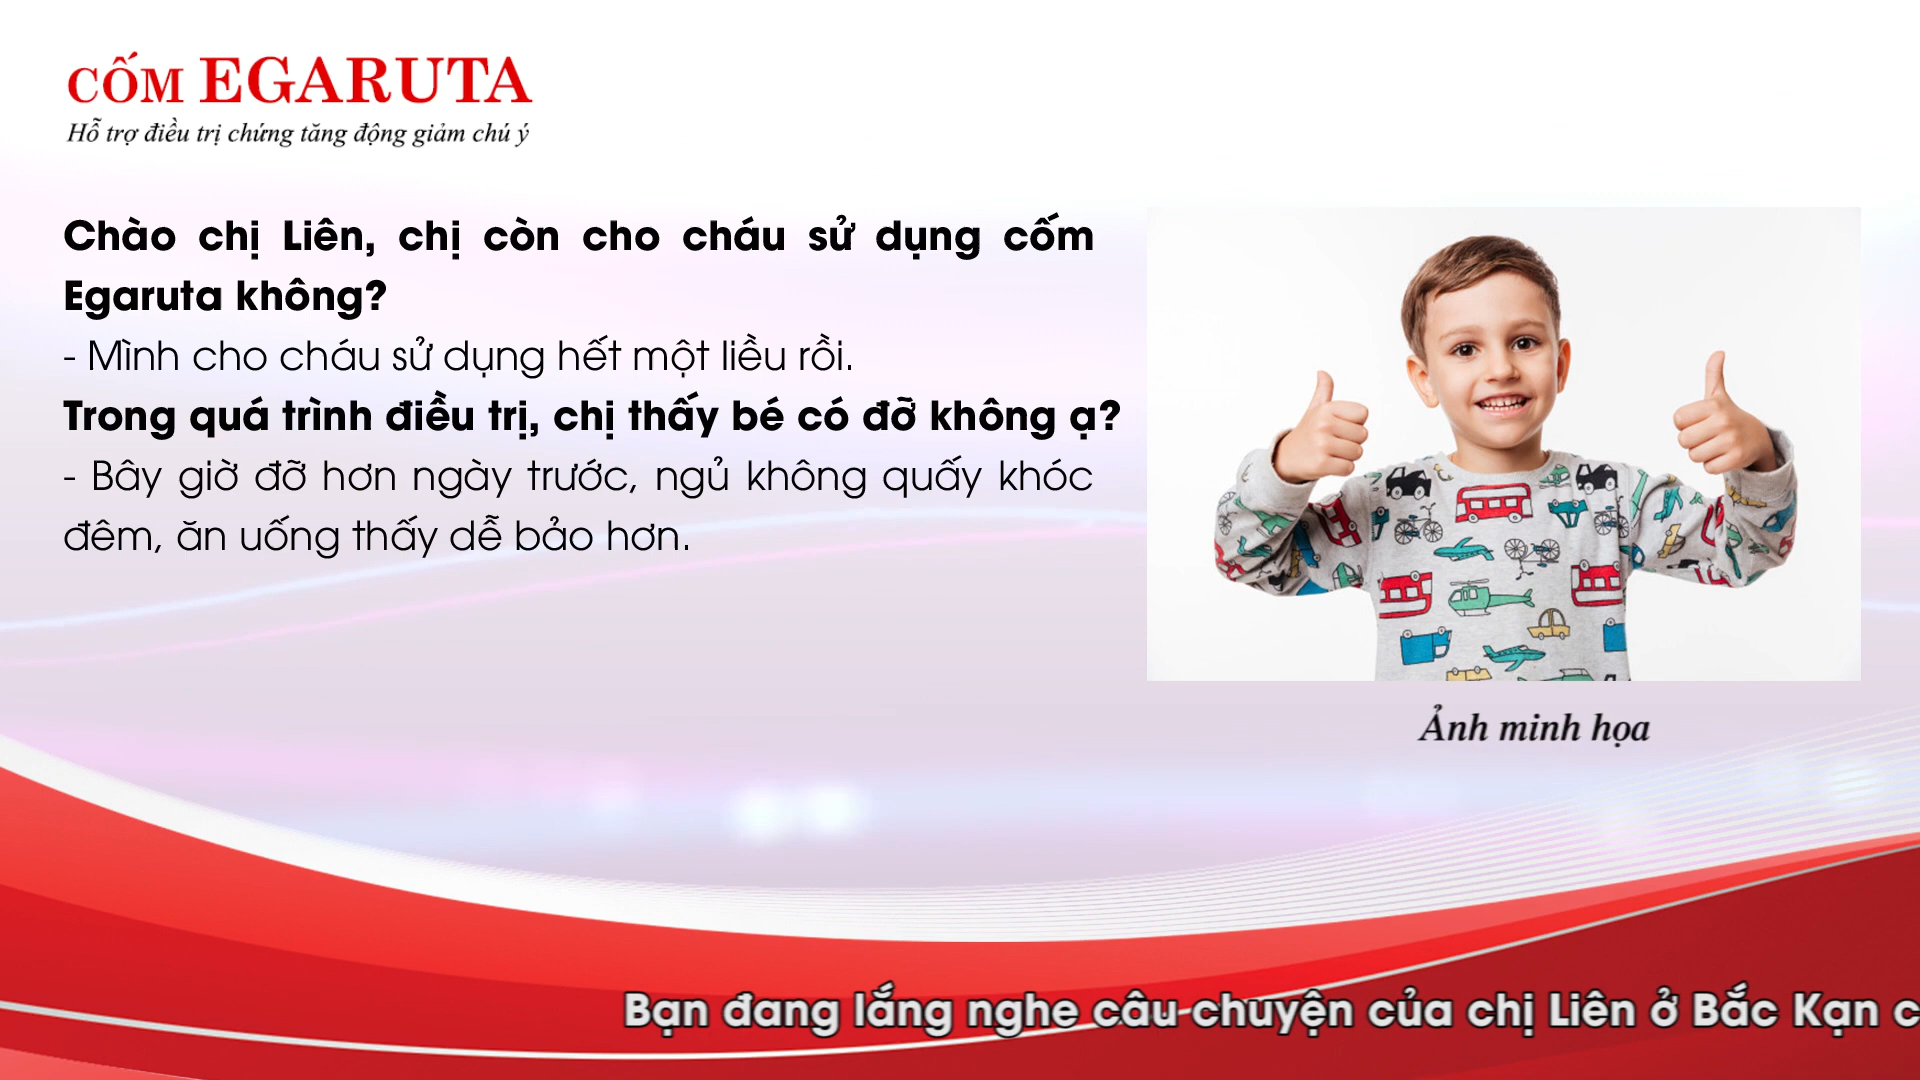 CỐM EGARUTA
Hỗ trợ điều trị chứng tăng động giảm chú ý
Chào chị Liên, chị còn cho cháu sử dụng cốm
Egaruta không?
- Mình cho cháu sử dụng hết một liều rồi.
Trong quá trình điều trị, chị thấy bé có đỡ không ạ?
- Bây giờ đỡ hơn ngày trước, ngủ không quấy khóc
đêm, ăn uống thấy dễ bảo hơn.
Ảnh minh họa
Bạn đang lắng nghe câu chuyện của chị Liên ở Bắc Kạn c